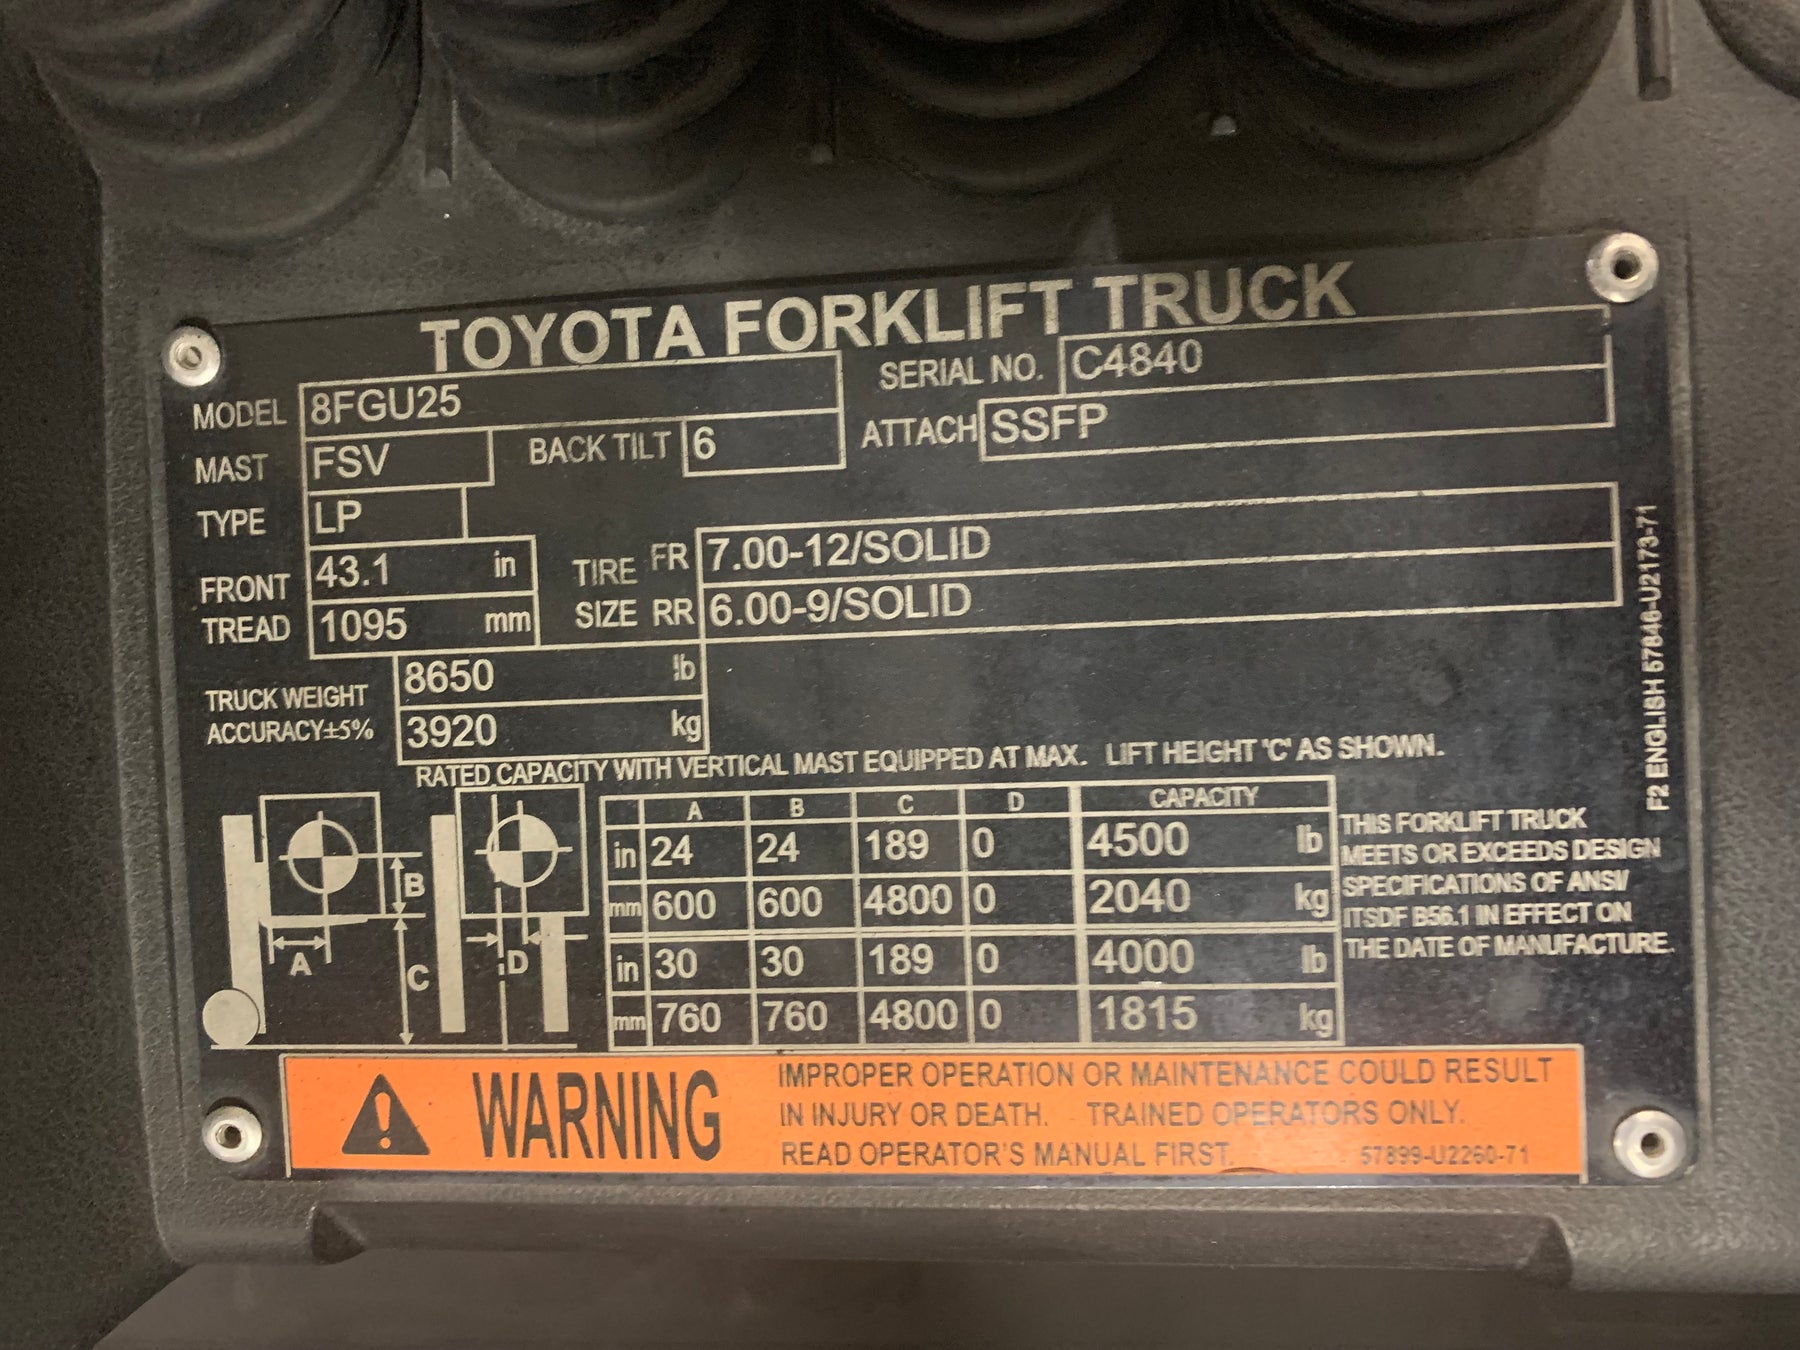 TOYOTA FORKLIFT TRUCK
MODEL 8FGU25 SERIAL NO. C4840
MAST FSV BACK TILT 6 ATTACH SSFP
TYPE LP
FRONT TREAD 43.1 in
1095 mm
TIRE SIZE FR 7.00-12/SOLID
RR 6.00-9/SOLID
TRUCK WEIGHT 8650 lb
ACCURACY±5% 3920 kg
RATED CAPACITY WITH VERTICAL MAST EQUIPPED AT MAX. LIFT HEIGHT 'C' AS SHOWN.
A B C D
A B C D CAPACITY
in 24 24 189 0 4500 lb
mm 600 600 4800 0 2040 kg
in 30 30 189 0 4000 lb
mm 760 760 4800 0 1815 kg
THIS FORKLIFT TRUCK
MEETS OR EXCEEDS DESIGN
SPECIFICATIONS OF ANSI/
ITSDF B56.1 IN EFFECT ON
THE DATE OF MANUFACTURE.
F2 ENGLISH 57846-U2173-71
WARNING
IMPROPER OPERATION OR MAINTENANCE COULD RESULT
IN INJURY OR DEATH. TRAINED OPERATORS ONLY.
READ OPERATOR'S MANUAL FIRST. 57899-U2260-71